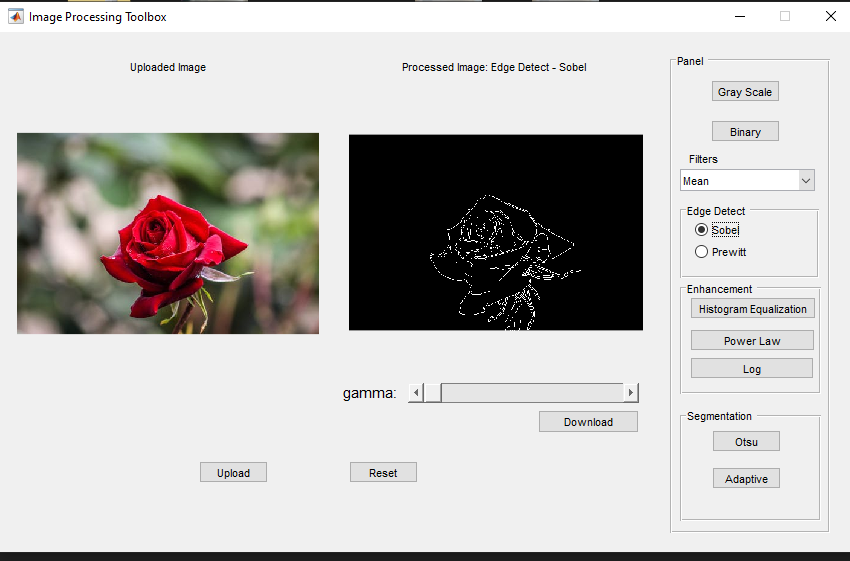 Image Processing Toolbox
Uploaded Image
Processed Image: Edge Detect - Sobel
Panel
Gray Scale
Binary
Filters
Mean
Edge Detect
Sobel
Prewitt
Enhancement
Histogram Equalization
Power Law
Log
gamma:
Download
Segmentation
Otsu
Adaptive
Upload
Reset